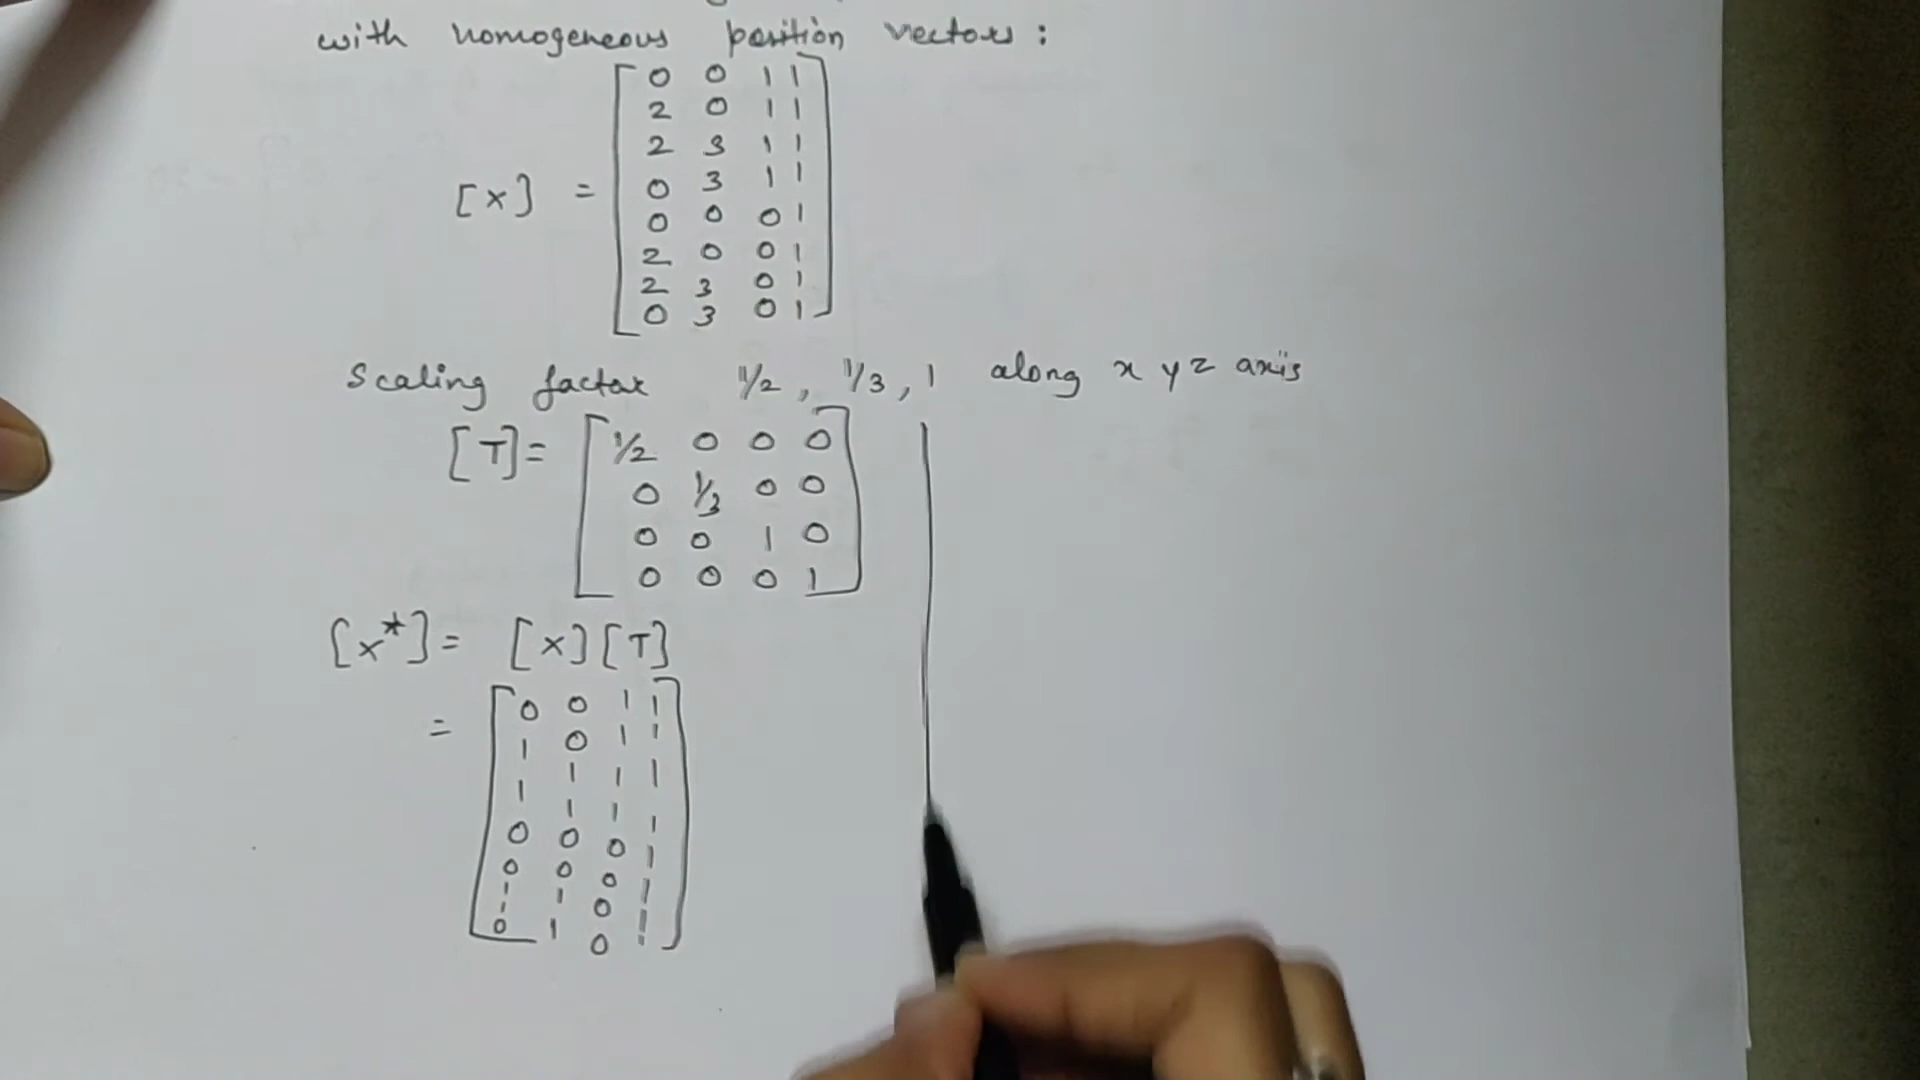 with homogeneous position vectors :
[X] =
0 0 1 1
2 0 1 1
2 3 1 1
0 3 1 1
0 0 0 1
2 0 0 1
2 3 0 1
0 3 0 1
Scaling factor 1/2, 1/3, 1 along x y z axis
[T] =
1/2 0 0 0
0 1/3 0 0
0 0 1 0
0 0 0 1
[X*] = [X][T]
=
0 0 1 1
1 0 1 1
1 1 1 1
0 1 1 1
0 0 0 1
1 0 0 1
1 1 0 1
0 1 0 1